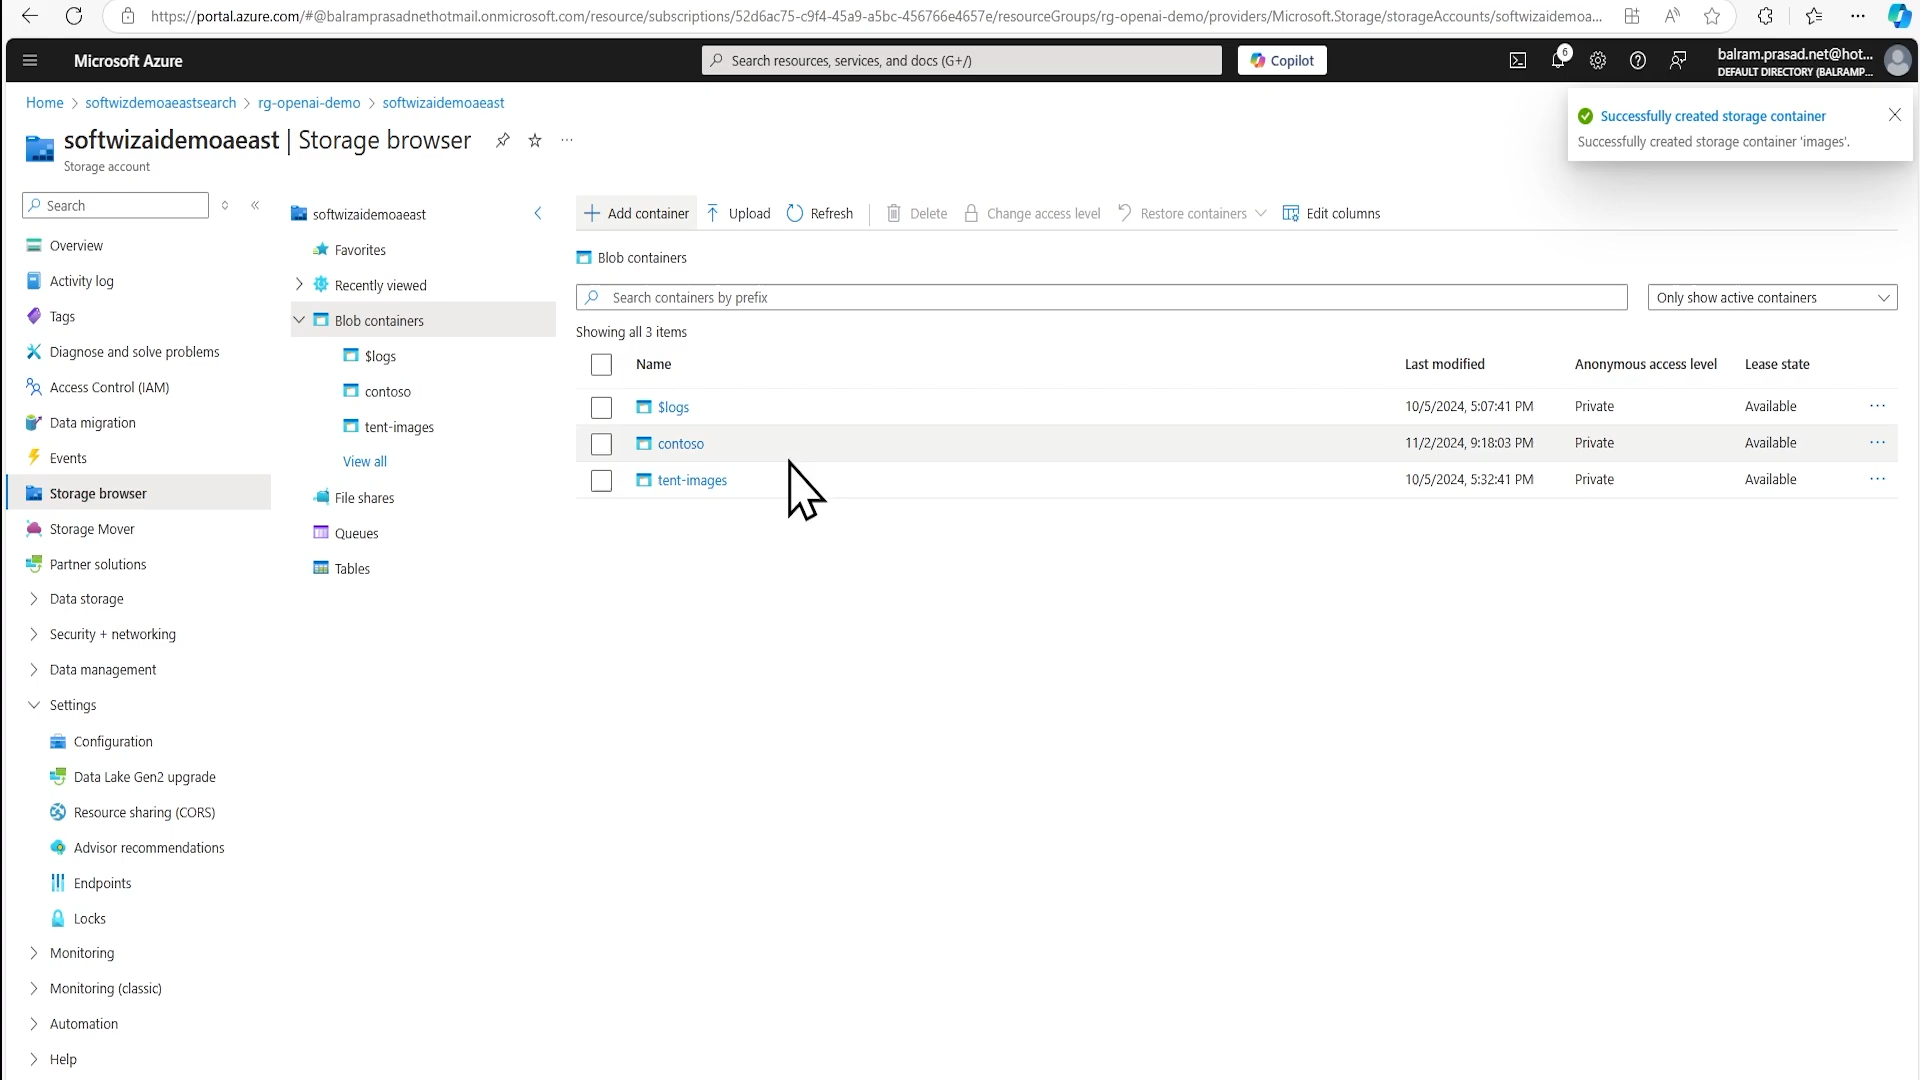 https://portal.azure.com/#@balramprasadnethotmail.onmicrosoft.com/resource/subscriptions/52d6ac75-c9f4-45a9-a5bc-456766e4657e/resourceGroups/rg-openai-demo/providers/Microsoft.Storage/storageAccounts/softwizaidemoa...
Microsoft Azure
Search resources, services, and docs (G+/)
Copilot
6
balram.prasad.net@hot...
DEFAULT DIRECTORY (BALRAMP...
Home > softwizdemoaeastsearch > rg-openai-demo > softwizaidemoaeast
Successfully created storage container
Successfully created storage container 'images'.
softwizaidemoaeast | Storage browser
Storage account
Search
Overview
Activity log
Tags
Diagnose and solve problems
Access Control (IAM)
Data migration
Events
Storage browser
Storage Mover
Partner solutions
Data storage
Security + networking
Data management
Settings
Configuration
Data Lake Gen2 upgrade
Resource sharing (CORS)
Advisor recommendations
Endpoints
Locks
Monitoring
Monitoring (classic)
Automation
Help
softwizaidemoaeast
Favorites
Recently viewed
Blob containers
$logs
contoso
tent-images
View all
File shares
Queues
Tables
Add container Upload Refresh Delete Change access level Restore containers Edit columns
Blob containers
Search containers by prefix
Only show active containers
Showing all 3 items
Name Last modified Anonymous access level Lease state
$logs 10/5/2024, 5:07:41 PM Private Available
contoso 11/2/2024, 9:18:03 PM Private Available
tent-images 10/5/2024, 5:32:41 PM Private Available